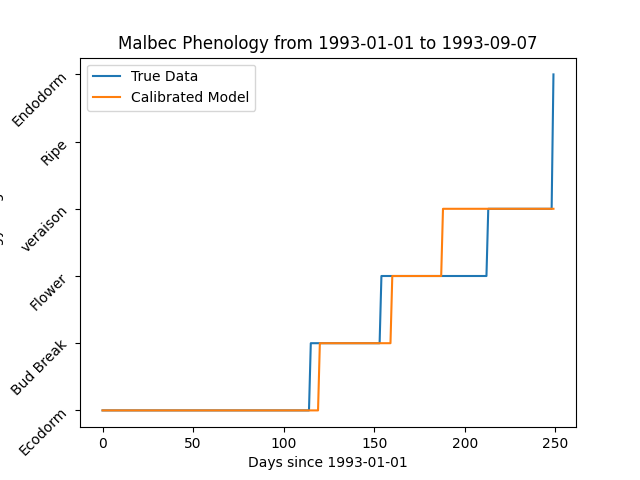 Malbec Phenology from 1993-01-01 to 1993-09-07
True Data
Calibrated Model
Endodorm
Ripe
veraison
Flower
Bud Break
Ecodorm
0 50 100 150 200 250
Days since 1993-01-01